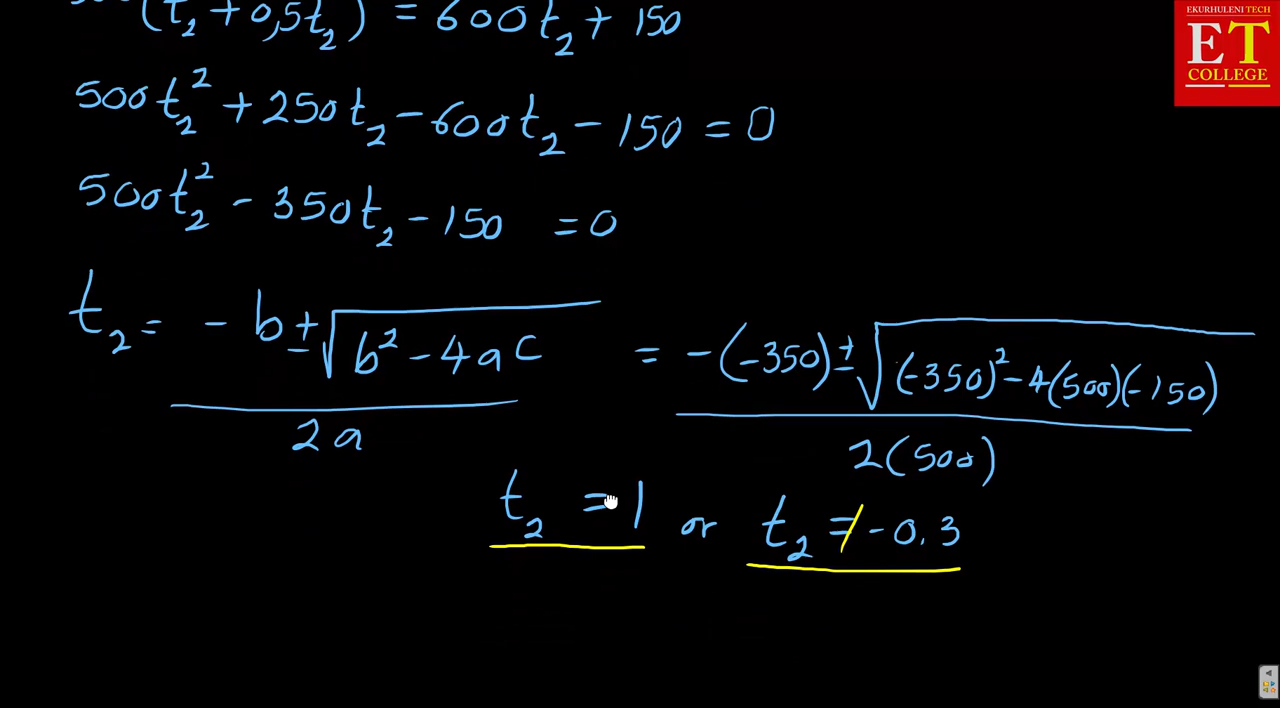 (t₂² + 0,5t₂) = 600t₂ + 150
EKURHULENI TECH
ET
COLLEGE
500t₂² + 250t₂ - 600t₂ - 150 = 0
500t₂² - 350t₂ - 150 = 0
t₂ = (-b ± √(b² - 4ac)) / 2a = (-(-350) ± √((-350)² - 4(500)(-150))) / 2(500)
t₂ = 1 or t₂ ≠ -0.3